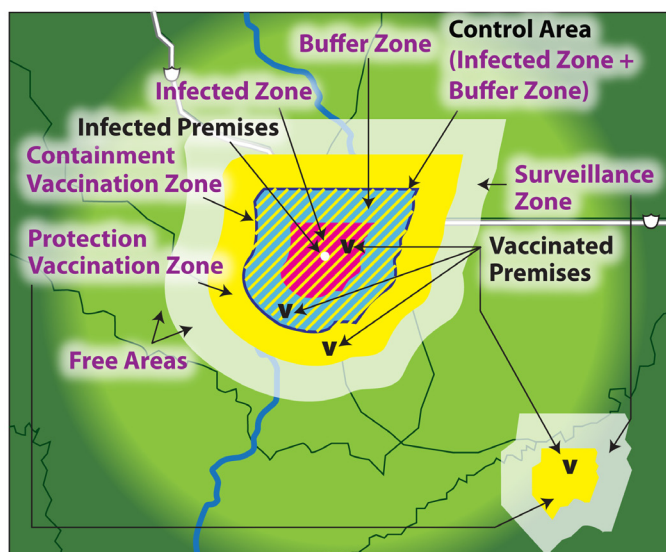 Buffer Zone
Control Area
(Infected Zone +
Buffer Zone)
Infected Zone
Infected Premises
Containment
Vaccination Zone
Surveillance
Zone
Protection
Vaccination Zone
Vaccinated
Premises
Free Areas
V
V
V
V